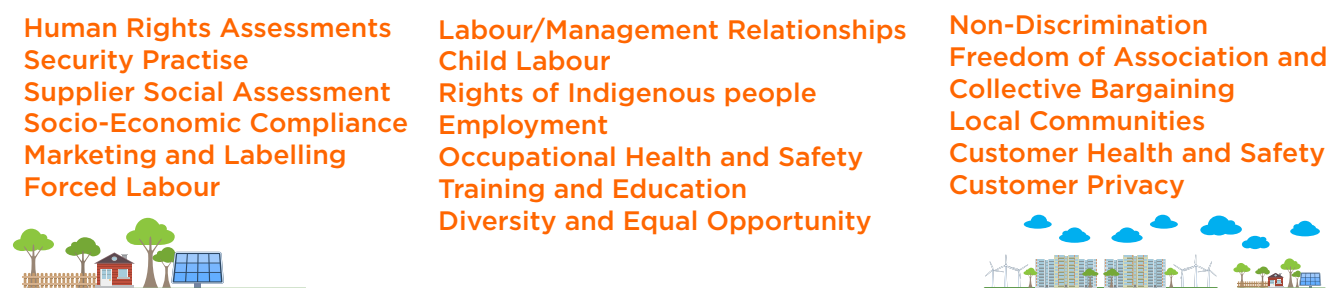 Human Rights Assessments
Security Practise
Supplier Social Assessment
Socio-Economic Compliance
Marketing and Labelling
Forced Labour
Labour/Management Relationships
Child Labour
Rights of Indigenous people
Employment
Occupational Health and Safety
Training and Education
Diversity and Equal Opportunity
Non-Discrimination
Freedom of Association and
Collective Bargaining
Local Communities
Customer Health and Safety
Customer Privacy